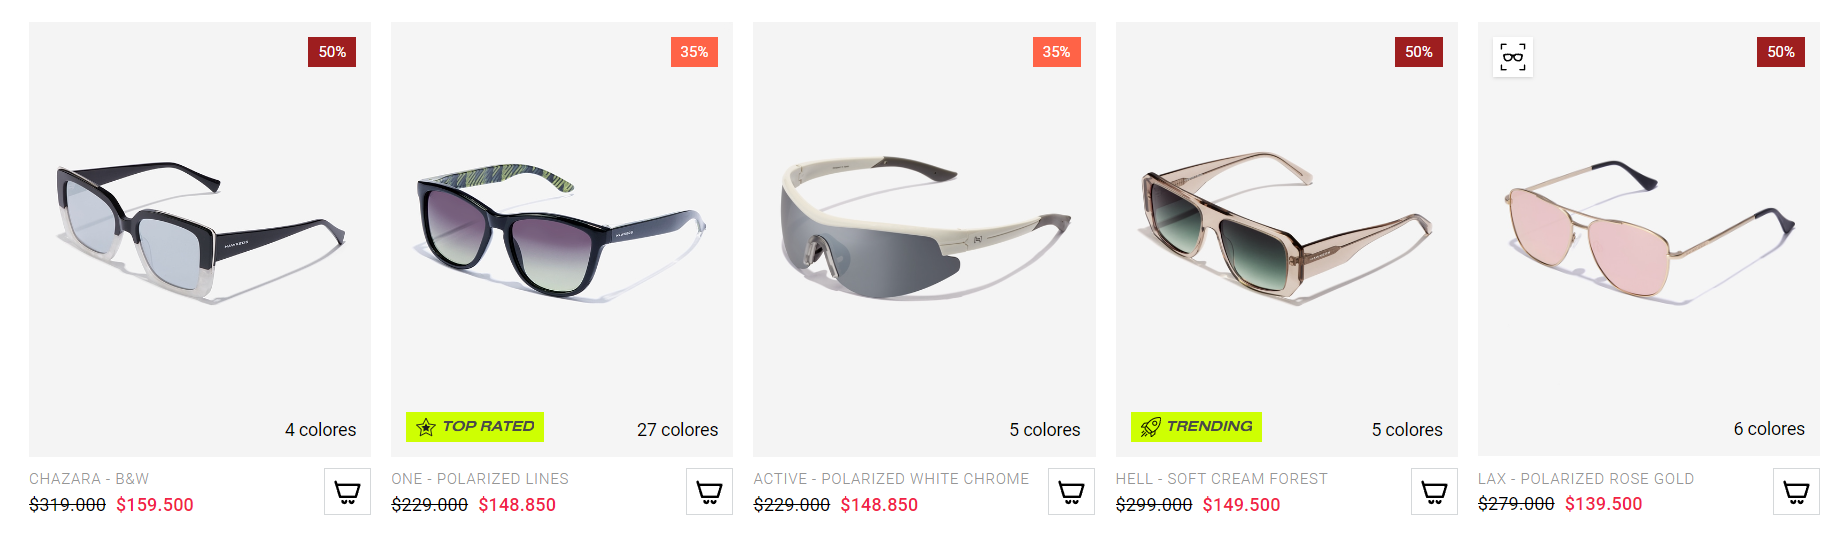 50%
4 colores
CHAZARA - B&W
$319.000 $159.500
35%
TOP RATED
27 colores
ONE - POLARIZED LINES
$229.000 $148.850
35%
5 colores
ACTIVE - POLARIZED WHITE CHROME
$229.000 $148.850
50%
TRENDING
5 colores
HELL - SOFT CREAM FOREST
$299.000 $149.500
50%
6 colores
LAX - POLARIZED ROSE GOLD
$279.000 $139.500